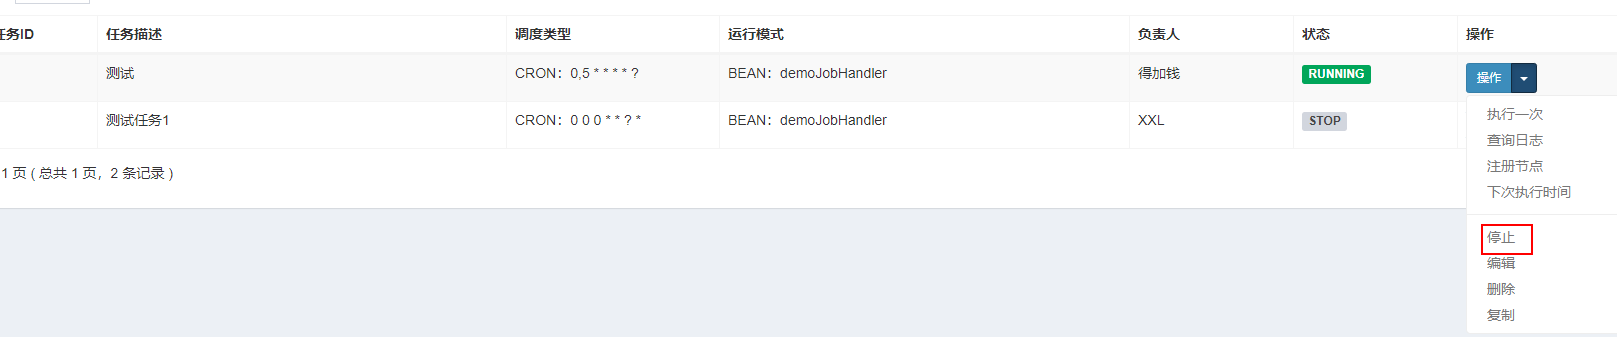 任务ID 任务描述 调度类型 运行模式 负责人 状态 操作
测试 CRON：0,5 * * * * ? BEAN：demoJobHandler 得加钱 RUNNING 操作
测试任务1 CRON：0 0 0 * * ? * BEAN：demoJobHandler XXL STOP
执行一次
查询日志
注册节点
下次执行时间
停止
编辑
删除
复制
1 页 ( 总共 1 页，2 条记录 )